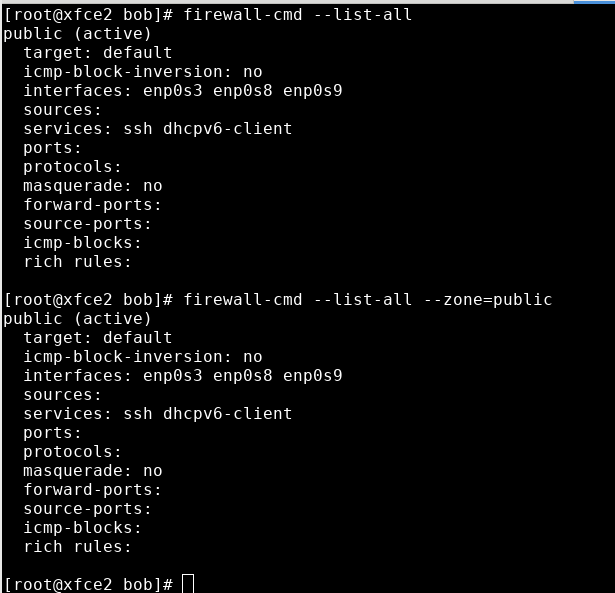 [root@xfce2 bob]# firewall-cmd --list-all
public (active)
  target: default
  icmp-block-inversion: no
  interfaces: enp0s3 enp0s8 enp0s9
  sources:
  services: ssh dhcpv6-client
  ports:
  protocols:
  masquerade: no
  forward-ports:
  source-ports:
  icmp-blocks:
  rich rules:

[root@xfce2 bob]# firewall-cmd --list-all --zone=public
public (active)
  target: default
  icmp-block-inversion: no
  interfaces: enp0s3 enp0s8 enp0s9
  sources:
  services: ssh dhcpv6-client
  ports:
  protocols:
  masquerade: no
  forward-ports:
  source-ports:
  icmp-blocks:
  rich rules:

[root@xfce2 bob]#